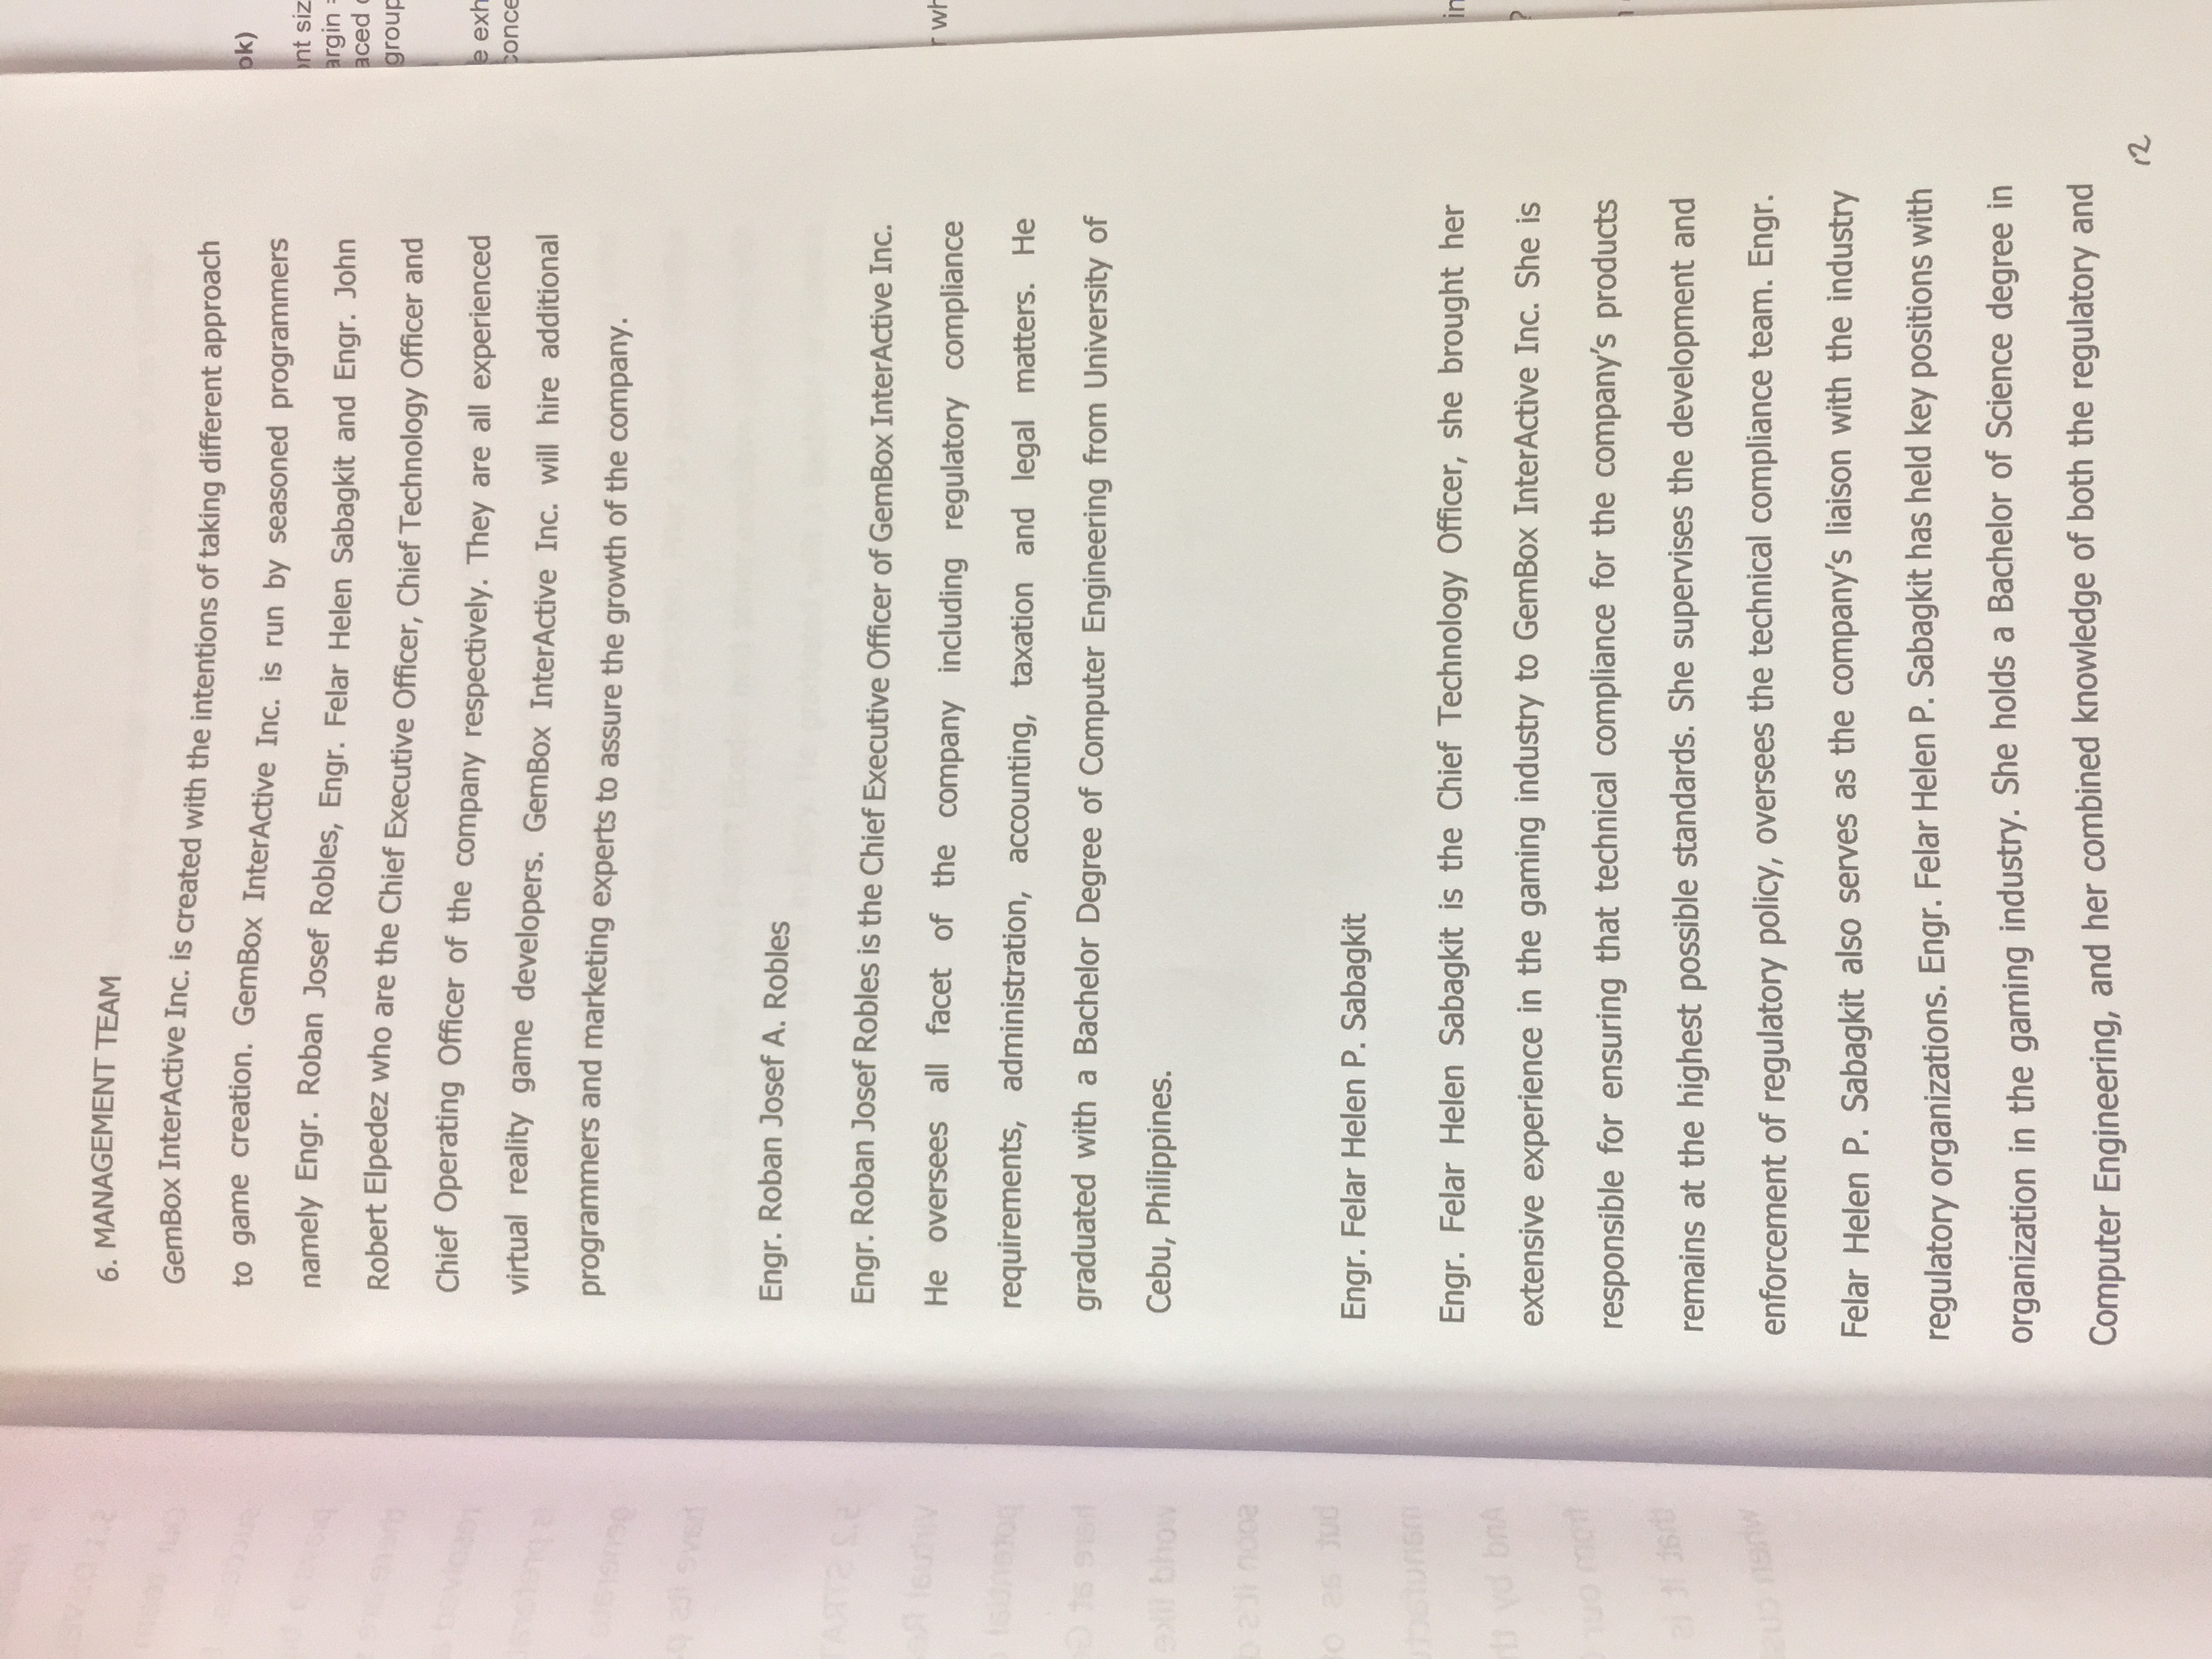 6. MANAGEMENT TEAM
GemBox InterActive Inc. is created with the intentions of taking different approach
to game creation. GemBox InterActive Inc. is run by seasoned programmers
namely Engr. Roban Josef Robles, Engr. Felar Helen Sabagkit and Engr. John
Robert Elpedez who are the Chief Executive Officer, Chief Technology Officer and
Chief Operating Officer of the company respectively. They are all experienced
virtual reality game developers. GemBox InterActive Inc. will hire additional
programmers and marketing experts to assure the growth of the company.
Engr. Roban Josef A. Robles
Engr. Roban Josef Robles is the Chief Executive Officer of GemBox InterActive Inc.
He oversees all facet of the company including regulatory compliance
requirements, administration, accounting, taxation and legal matters. He
graduated with a Bachelor Degree of Computer Engineering from University of
Cebu, Philippines.
Engr. Felar Helen P. Sabagkit
Engr. Felar Helen Sabagkit is the Chief Technology Officer, she brought her
extensive experience in the gaming industry to GemBox InterActive Inc. She is
responsible for ensuring that technical compliance for the company's products
remains at the highest possible standards. She supervises the development and
enforcement of regulatory policy, oversees the technical compliance team. Engr.
Felar Helen P. Sabagkit also serves as the company's liaison with the industry
regulatory organizations. Engr. Felar Helen P. Sabagkit has held key positions with
organization in the gaming industry. She holds a Bachelor of Science degree in
Computer Engineering, and her combined knowledge of both the regulatory and
12